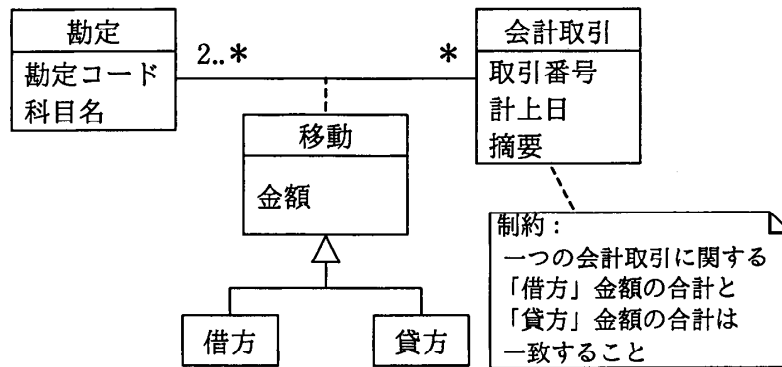 勘定
勘定コード
科目名
2..*
*
会計取引
取引番号
計上日
摘要
移動
金額
借方
貸方
制約：
一つの会計取引に関する
「借方」金額の合計と
「貸方」金額の合計は
一致すること